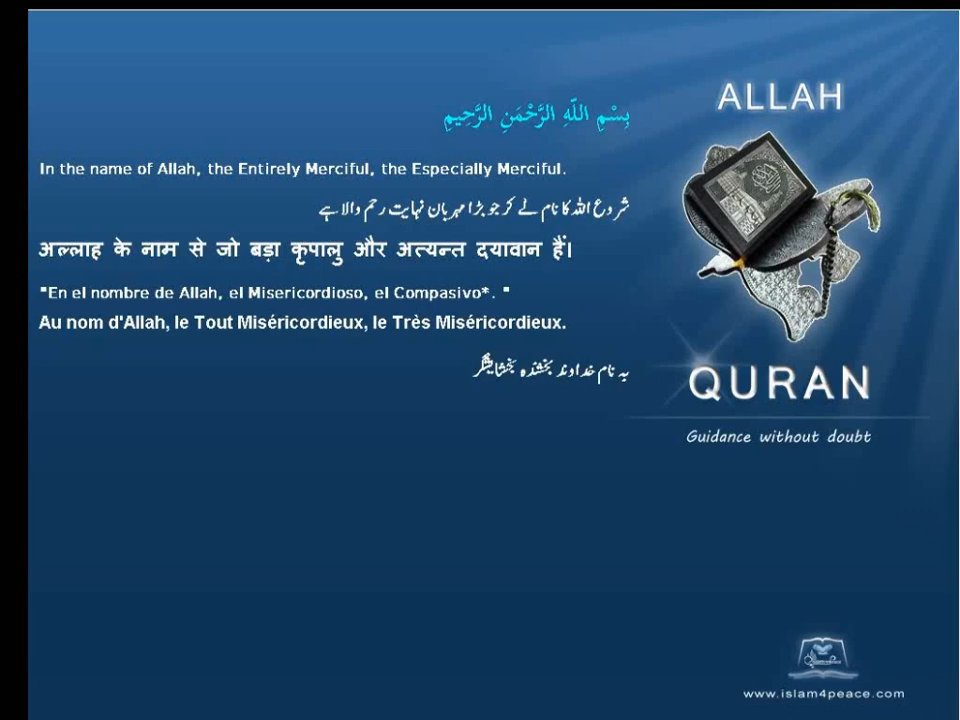 بِسْمِ اللّهِ الرَّحْمَنِ الرَّحِيمِ
In the name of Allah, the Entirely Merciful, the Especially Merciful.
شروع اللہ کا نام لے کر جو بڑا مہربان نہایت رحم والا ہے
अल्लाह के नाम से जो बड़ा कृपालु और अत्यन्त दयावान हैं।
"En el nombre de Allah, el Misericordioso, el Compasivo*. "
Au nom d'Allah, le Tout Miséricordieux, le Très Miséricordieux.
به نام خداوند بخشنده بخشایشگر
ALLAH
QURAN
Guidance without doubt
www.islam4peace.com